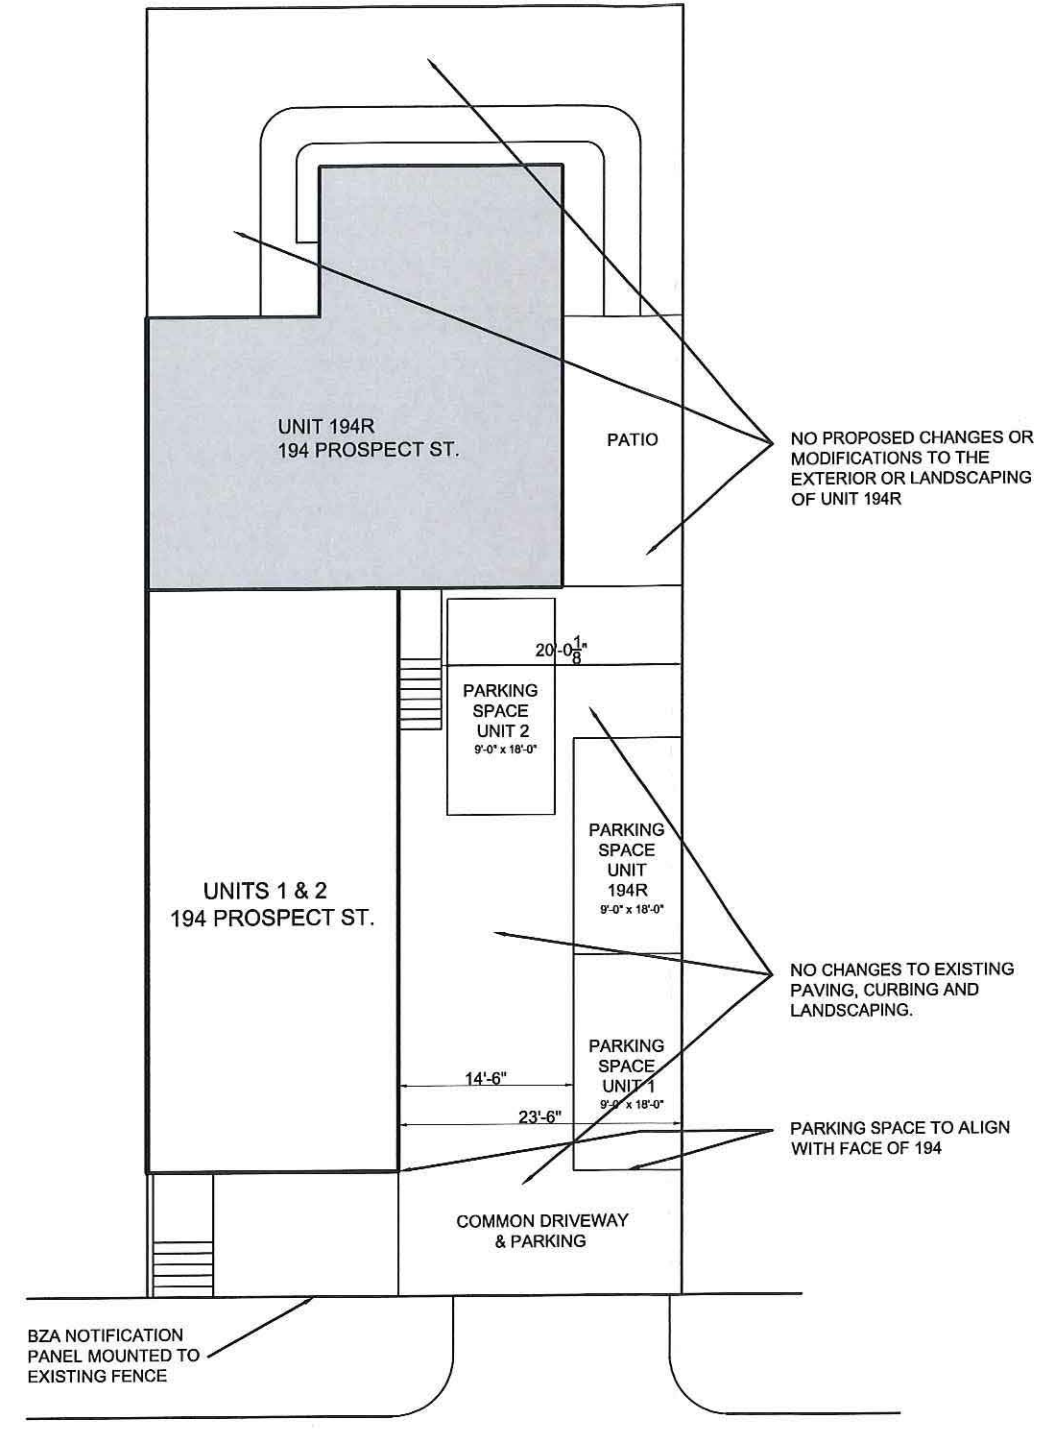 UNIT 194R
194 PROSPECT ST.
PATIO
NO PROPOSED CHANGES OR
MODIFICATIONS TO THE
EXTERIOR OR LANDSCAPING
OF UNIT 194R
20'-0 1/8"
PARKING
SPACE
UNIT 2
9'-0" x 18'-0"
PARKING
SPACE
UNIT
194R
9'-0" x 18'-0"
UNITS 1 & 2
194 PROSPECT ST.
NO CHANGES TO EXISTING
PAVING, CURBING AND
LANDSCAPING.
PARKING
SPACE
UNIT 1
9'-0" x 18'-0"
14'-6"
23'-6"
PARKING SPACE TO ALIGN
WITH FACE OF 194
COMMON DRIVEWAY
& PARKING
BZA NOTIFICATION
PANEL MOUNTED TO
EXISTING FENCE